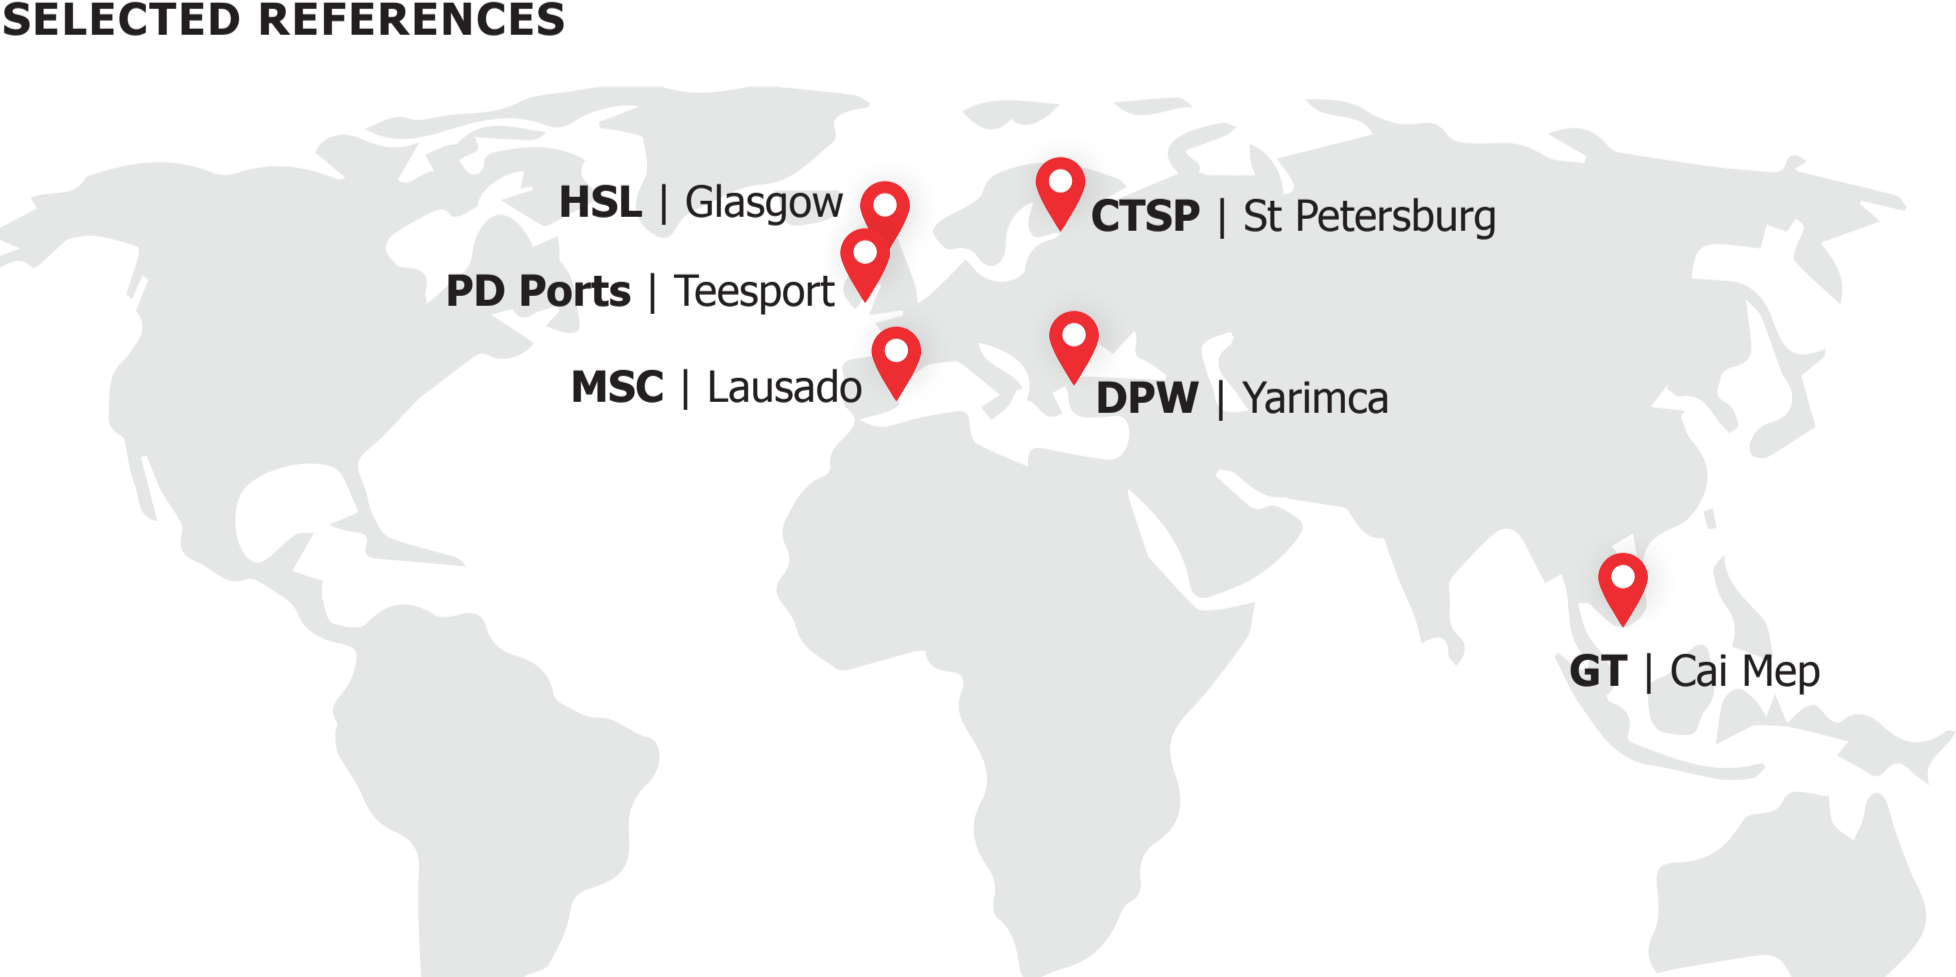 SELECTED REFERENCES
HSL | Glasgow
CTSP | St Petersburg
PD Ports | Teesport
MSC | Lausado
DPW | Yarimca
GT | Cai Mep